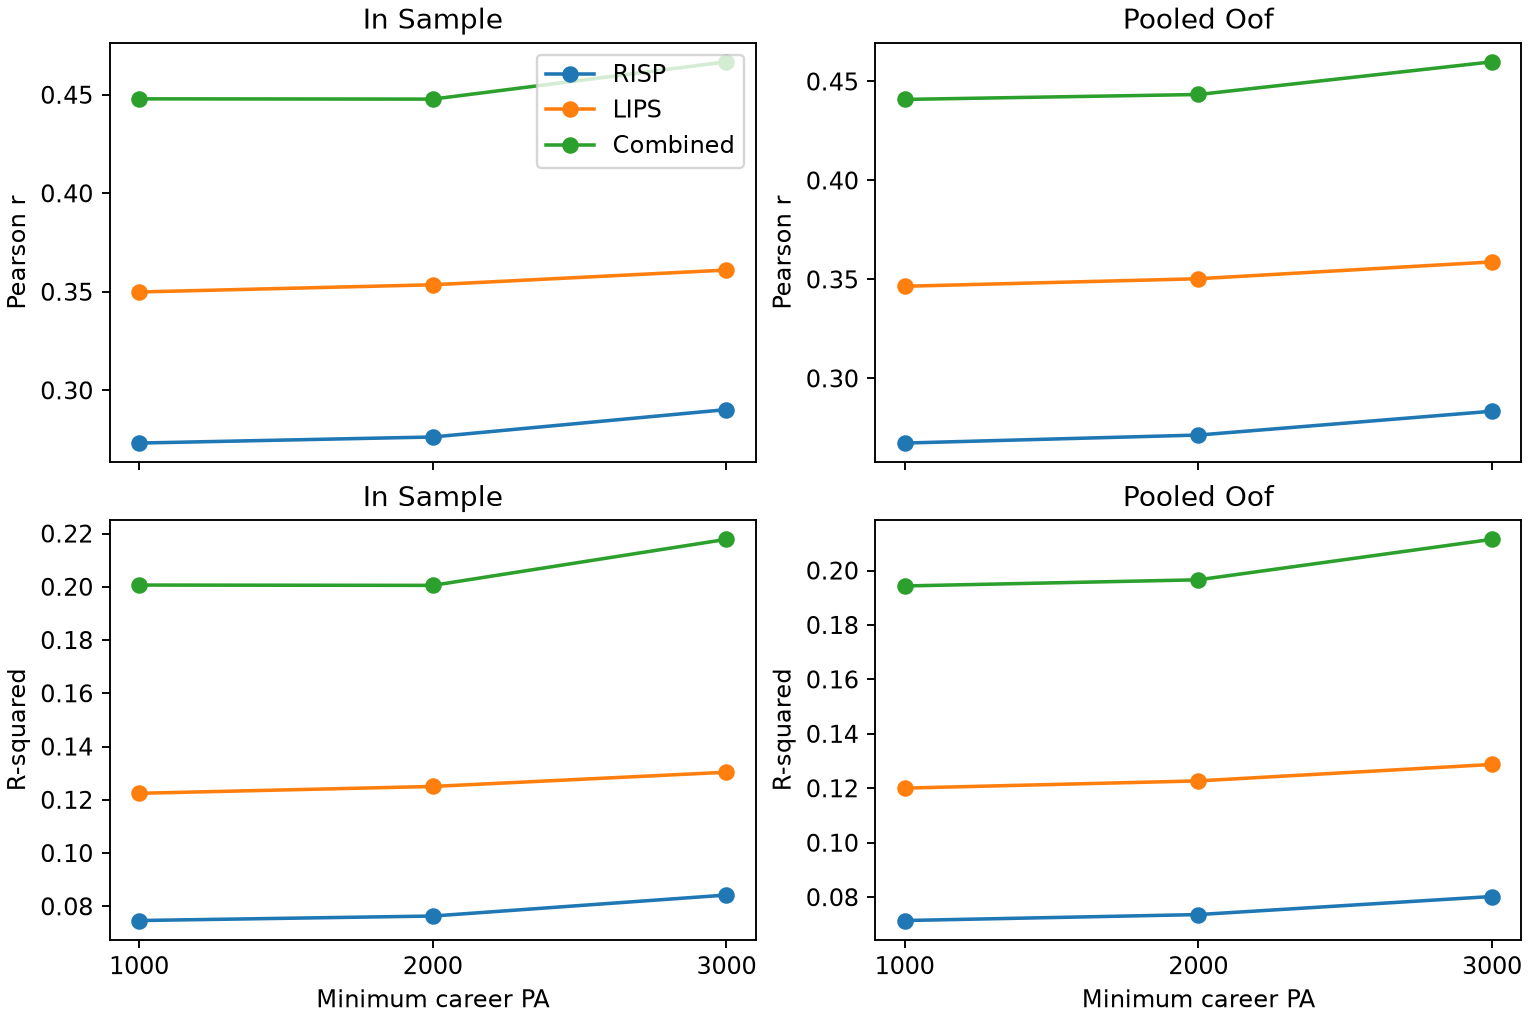 In Sample
Pearson r
0.45
0.40
0.35
0.30
RISP
LIPS
Combined
Pooled Oof
Pearson r
0.45
0.40
0.35
0.30
In Sample
R-squared
0.22
0.20
0.18
0.16
0.14
0.12
0.10
0.08
1000 2000 3000
Minimum career PA
Pooled Oof
R-squared
0.20
0.18
0.16
0.14
0.12
0.10
0.08
1000 2000 3000
Minimum career PA